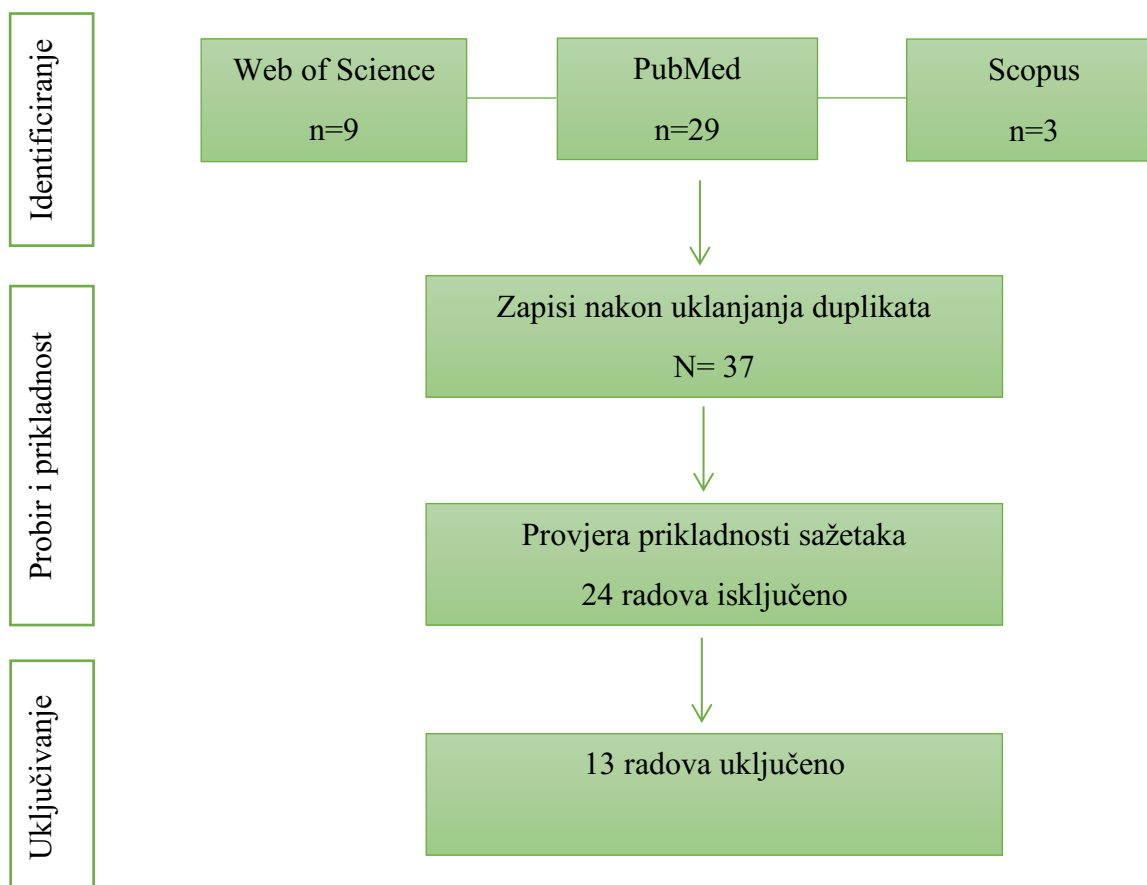 Identificiranje
Web of Science
n=9
PubMed
n=29
Scopus
n=3
Probir i prikladnost
Zapisi nakon uklanjanja duplikata
N= 37
Provjera prikladnosti sažetaka
24 radova isključeno
Uključivanje
13 radova uključeno